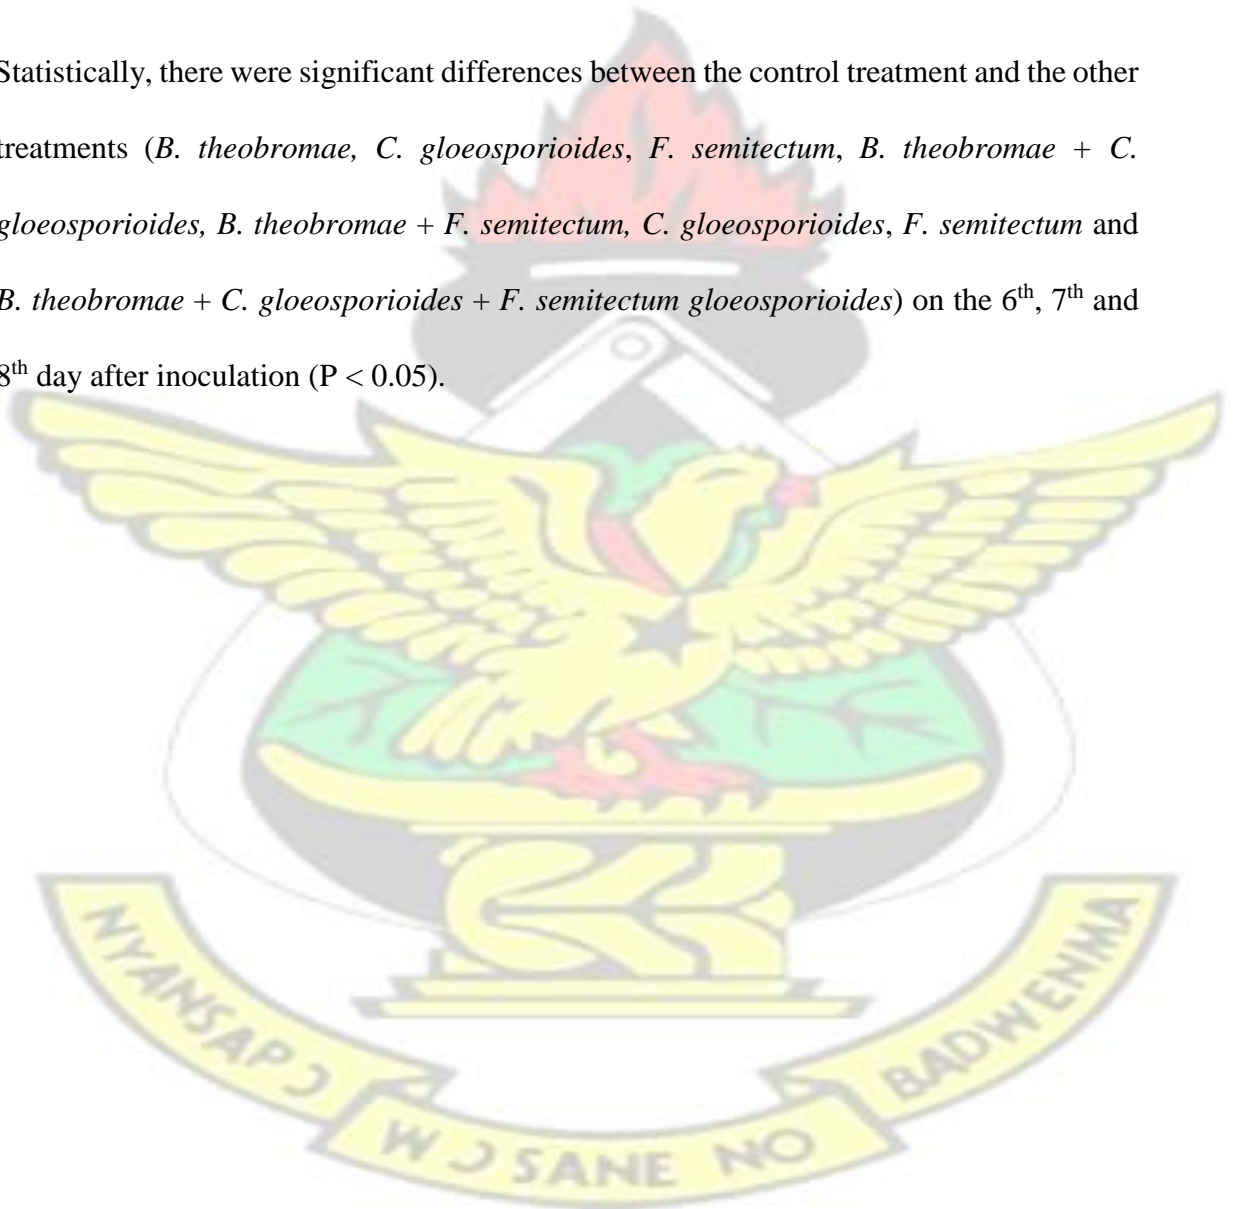 Statistically, there were significant differences between the control treatment and the other
treatments (B. theobromae, C. gloeosporioides, F. semitectum, B. theobromae + C.
gloeosporioides, B. theobromae + F. semitectum, C. gloeosporioides, F. semitectum and
B. theobromae + C. gloeosporioides + F. semitectum gloeosporioides) on the 6th, 7th and
8th day after inoculation (P < 0.05).
NYANSAPƆ
WƆ SANE NO
BADWENMA